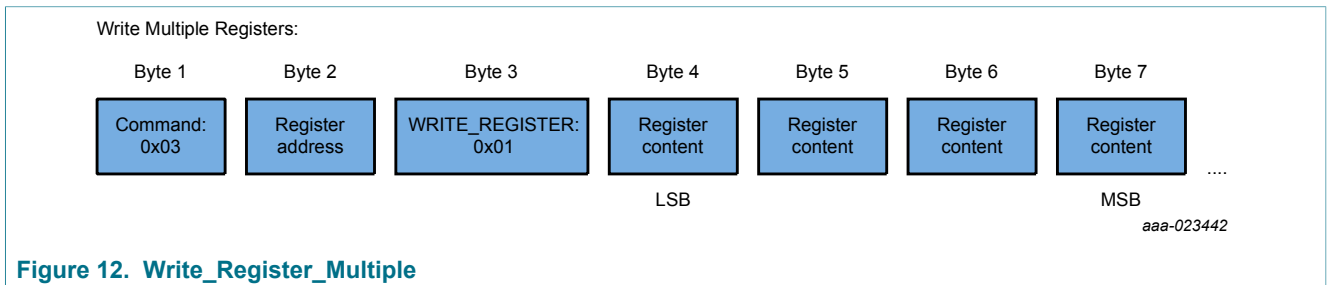 Write Multiple Registers:
Byte 1 Byte 2 Byte 3 Byte 4 Byte 5 Byte 6 Byte 7
Command: Register WRITE_REGISTER: Register Register Register Register
0x03 address 0x01 content content content content
....
LSB MSB
aaa-023442
Figure 12. Write_Register_Multiple